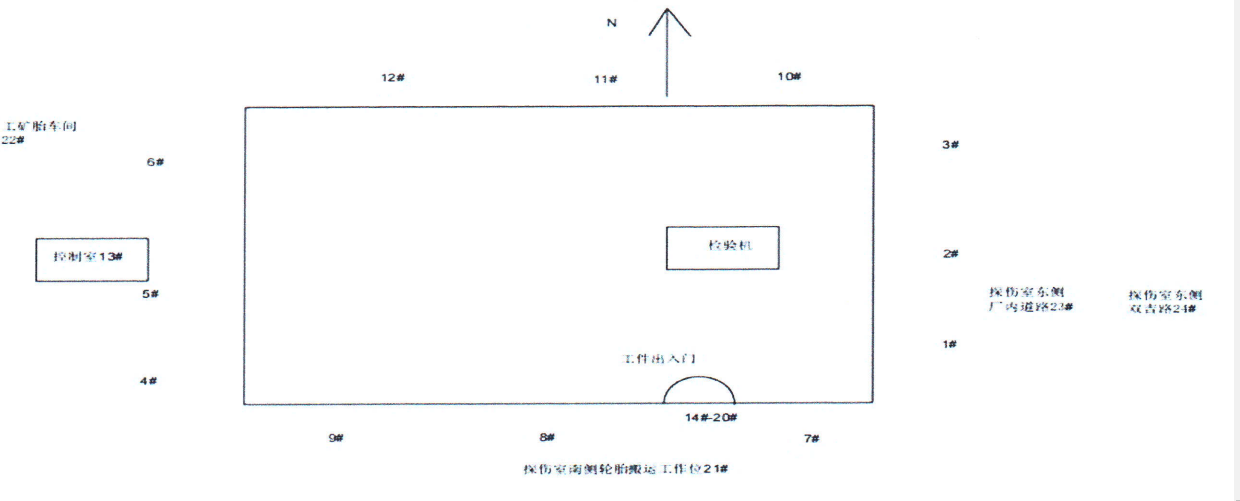 N
12#
11#
10#
工矿胎车间
22#
6#
3#
控制室13#
检验机
2#
5#
探伤室东侧
厂内道路23#
探伤室东侧
双吉路24#
1#
工件出入门
4#
14#-20#
9#
8#
7#
探伤室南侧轮胎搬运工作位21#